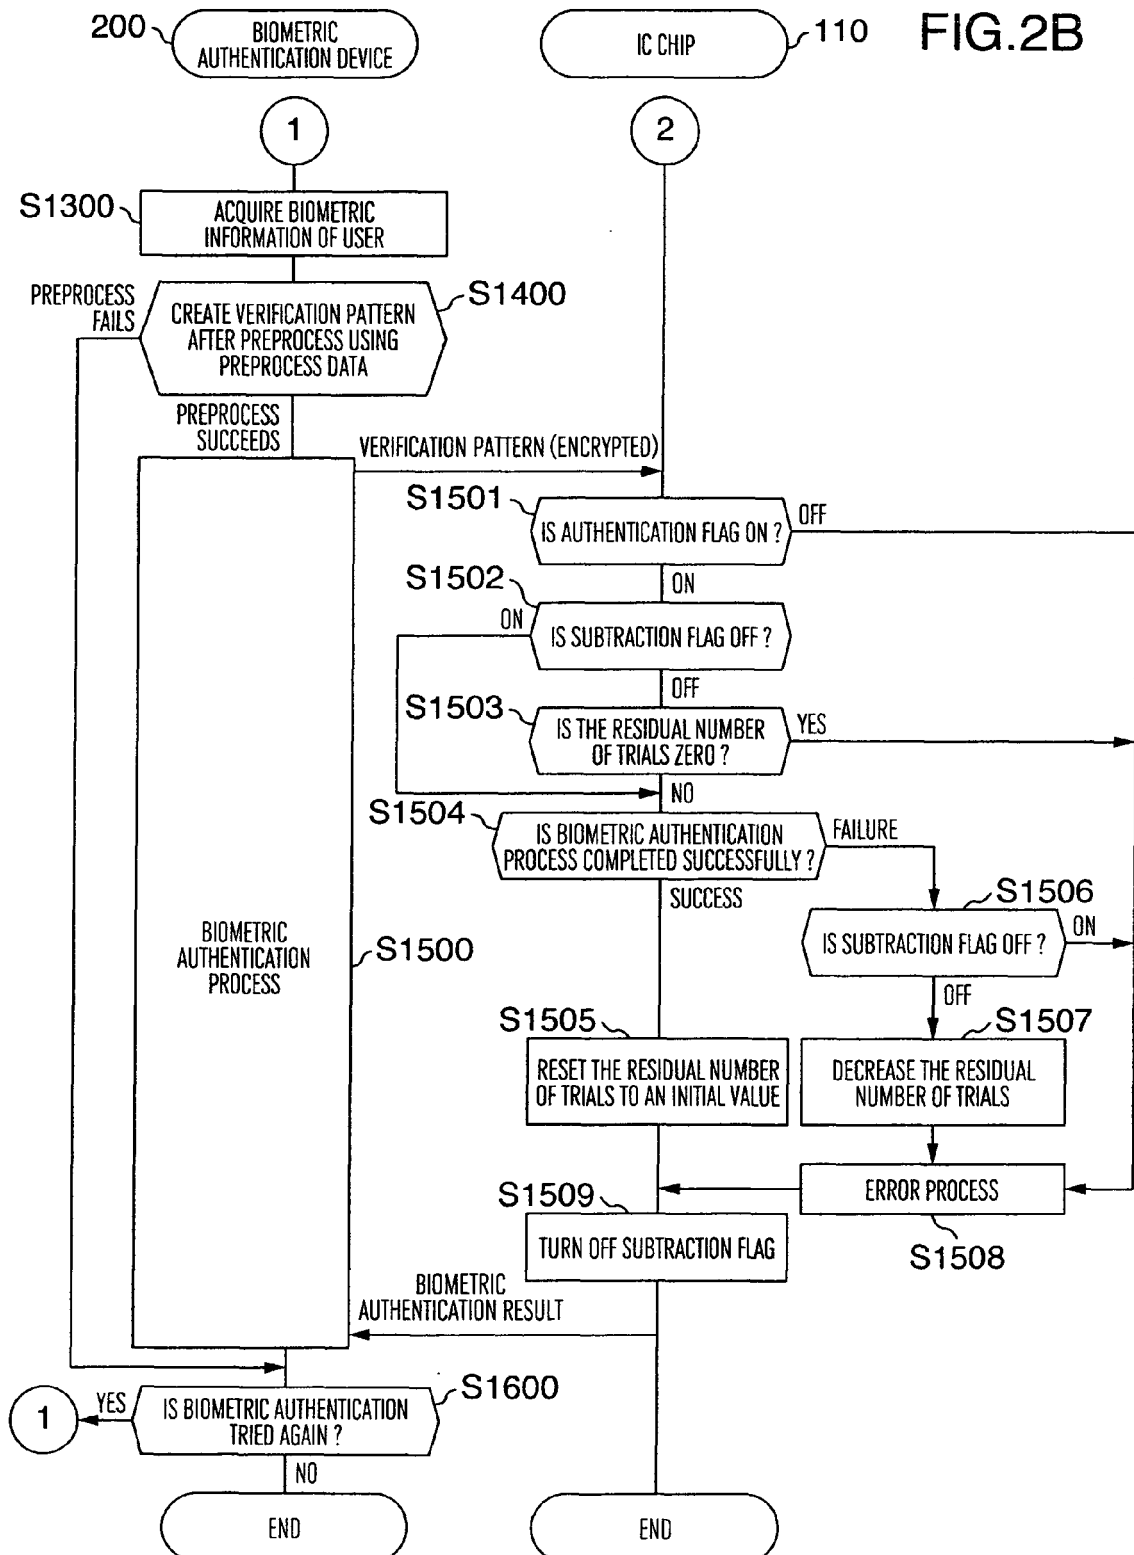 FIG.2B
200
BIOMETRIC
AUTHENTICATION DEVICE
IC CHIP
110
1
2
S1300
ACQUIRE BIOMETRIC
INFORMATION OF USER
PREPROCESS
FAILS
S1400
CREATE VERIFICATION PATTERN
AFTER PREPROCESS USING
PREPROCESS DATA
PREPROCESS
SUCCEEDS
VERIFICATION PATTERN (ENCRYPTED)
S1501
IS AUTHENTICATION FLAG ON ?
OFF
ON
S1502
ON
IS SUBTRACTION FLAG OFF ?
OFF
S1503
IS THE RESIDUAL NUMBER
OF TRIALS ZERO ?
YES
NO
S1504
IS BIOMETRIC AUTHENTICATION
PROCESS COMPLETED SUCCESSFULLY ?
FAILURE
SUCCESS
S1506
IS SUBTRACTION FLAG OFF ?
ON
OFF
BIOMETRIC
AUTHENTICATION
PROCESS
S1500
S1505
RESET THE RESIDUAL NUMBER
OF TRIALS TO AN INITIAL VALUE
S1507
DECREASE THE RESIDUAL
NUMBER OF TRIALS
ERROR PROCESS
S1508
S1509
TURN OFF SUBTRACTION FLAG
BIOMETRIC
AUTHENTICATION RESULT
1
YES
S1600
IS BIOMETRIC AUTHENTICATION
TRIED AGAIN ?
NO
END
END